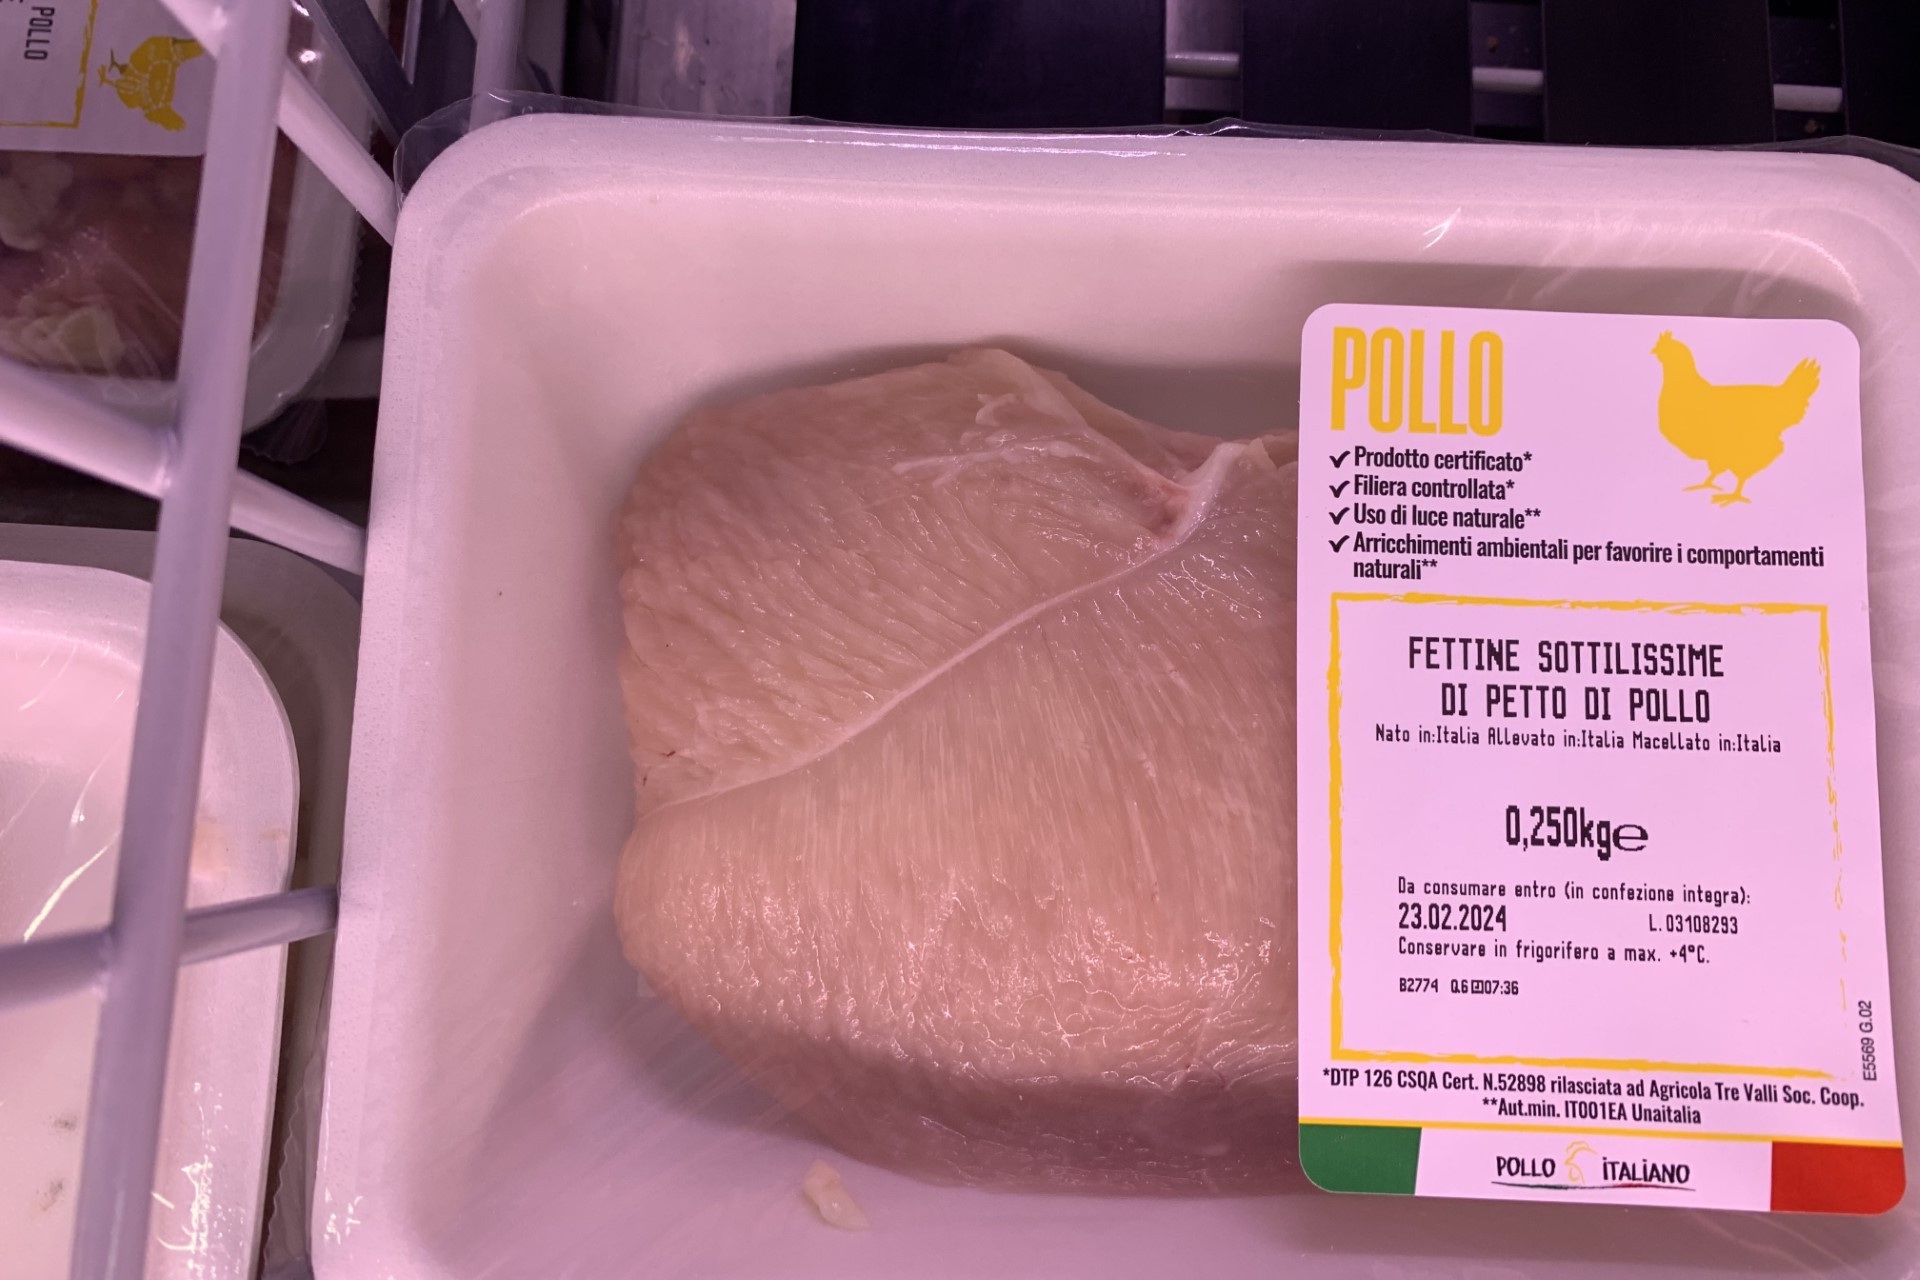 POLLO
POLLO
Prodotto certificato*
Filiera controllata*
Uso di luce naturale**
Arricchimenti ambientali per favorire i comportamenti
naturali**
FETTINE SOTTILISSIME
DI PETTO DI POLLO
Nato in:Italia Allevato in:Italia Macellato in:Italia
0,250kg℮
Da consumare entro (in confezione integra):
23.02.2024 L.03108293
Conservare in frigorifero a max. +4°C.
B2774 Q.6 07:36
E5569 G.02
*DTP 126 CSQA Cert. N.52898 rilasciata ad Agricola Tre Valli Soc. Coop.
**Aut.min. IT001EA Unaitalia
POLLO iTALiANO